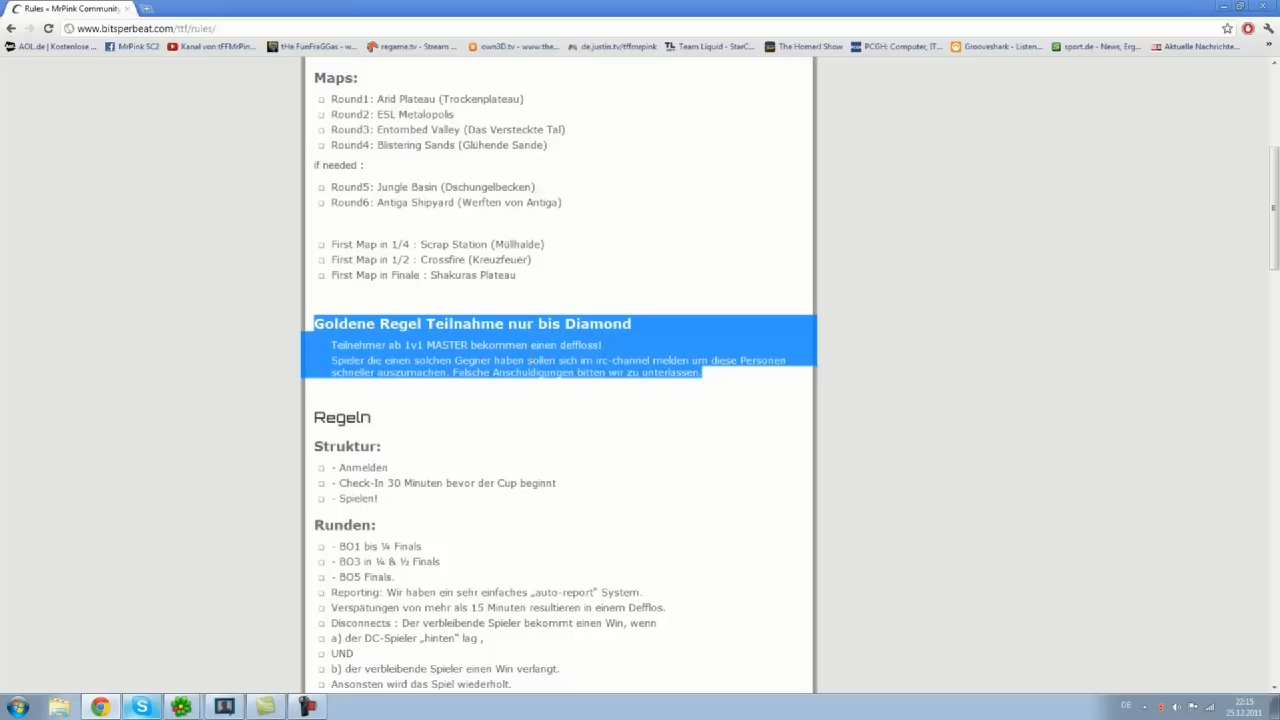 Rules « MrPink Community
www.bitsperbeat.com/ttf/rules/
AOL.de | Kostenlose ...
MrPink SC2
Kanal von tFFMrPin...
tHe FunFraGGas - w...
regame.tv - Stream ...
own3D.tv - www.the...
de.justin.tv/tffmrpink
Team Liquid - StarC...
The HomerJ Show
PCGH: Computer, IT...
Grooveshark - Listen...
sport.de - News, Erg...
Aktuelle Nachrichte...
Maps:
Round1: Arid Plateau (Trockenplateau)
Round2: ESL Metalopolis
Round3: Entombed Valley (Das Versteckte Tal)
Round4: Blistering Sands (Glühende Sande)
if needed :
Round5: Jungle Basin (Dschungelbecken)
Round6: Antiga Shipyard (Werften von Antiga)
First Map in 1/4 : Scrap Station (Müllhalde)
First Map in 1/2 : Crossfire (Kreuzfeuer)
First Map in Finale : Shakuras Plateau
Goldene Regel Teilnahme nur bis Diamond
Teilnehmer ab 1v1 MASTER bekommen einen deffloss!
Spieler die einen solchen Gegner haben sollen sich im irc-channel melden um diese Personen
schneller auszumachen. Falsche Anschuldigungen bitten wir zu unterlassen.
Regeln
Struktur:
- Anmelden
- Check-In 30 Minuten bevor der Cup beginnt
- Spielen!
Runden:
- BO1 bis ¼ Finals
- BO3 in ¼ & ½ Finals
- BO5 Finals.
Reporting: Wir haben ein sehr einfaches „auto-report“ System.
Verspätungen von mehr als 15 Minuten resultieren in einem Defflos.
Disconnects : Der verbleibende Spieler bekommt einen Win, wenn
a) der DC-Spieler „hinten“ lag ,
UND
b) der verbleibende Spieler einen Win verlangt.
Ansonsten wird das Spiel wiederholt.
DE
22:15
25.12.2011